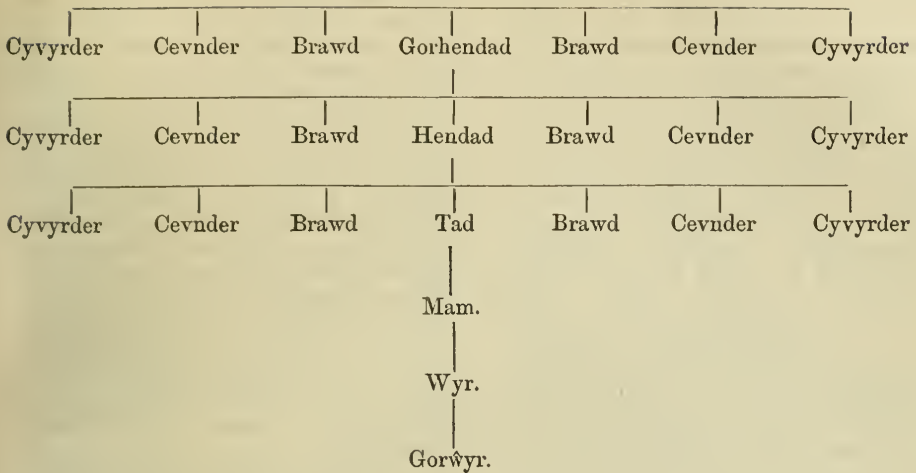 Cyvyrder Cevnder Brawd Gorhendad Brawd Cevnder Cyvyrder
Cyvyrder Cevnder Brawd Hendad Brawd Cevnder Cyvyrder
Cyvyrder Cevnder Brawd Tad Brawd Cevnder Cyvyrder
Mam.
Wyr.
Gorŵyr.